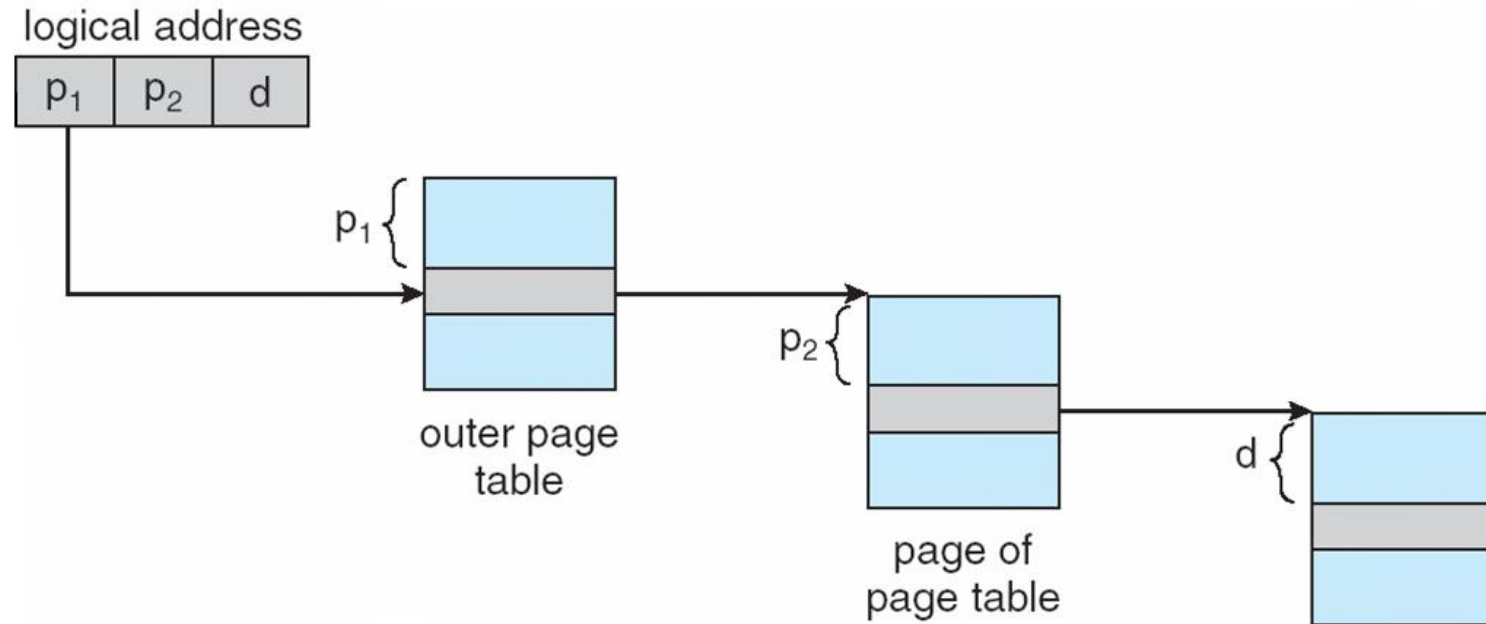 logical address
p₁ p₂ d
p₁
outer page
table
p₂
page of
page table
d